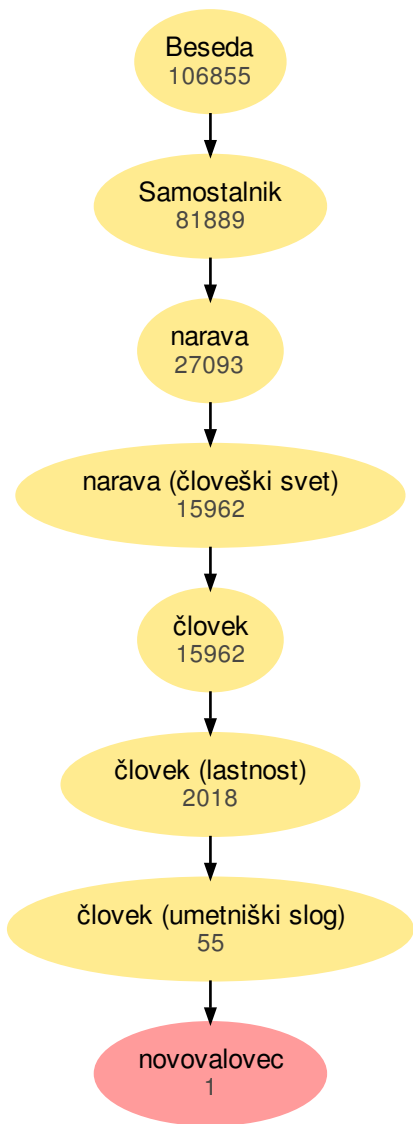 Beseda
106855
Samostalnik
81889
narava
27093
narava (človeški svet)
15962
človek
15962
človek (lastnost)
2018
človek (umetniški slog)
55
novovalovec
1